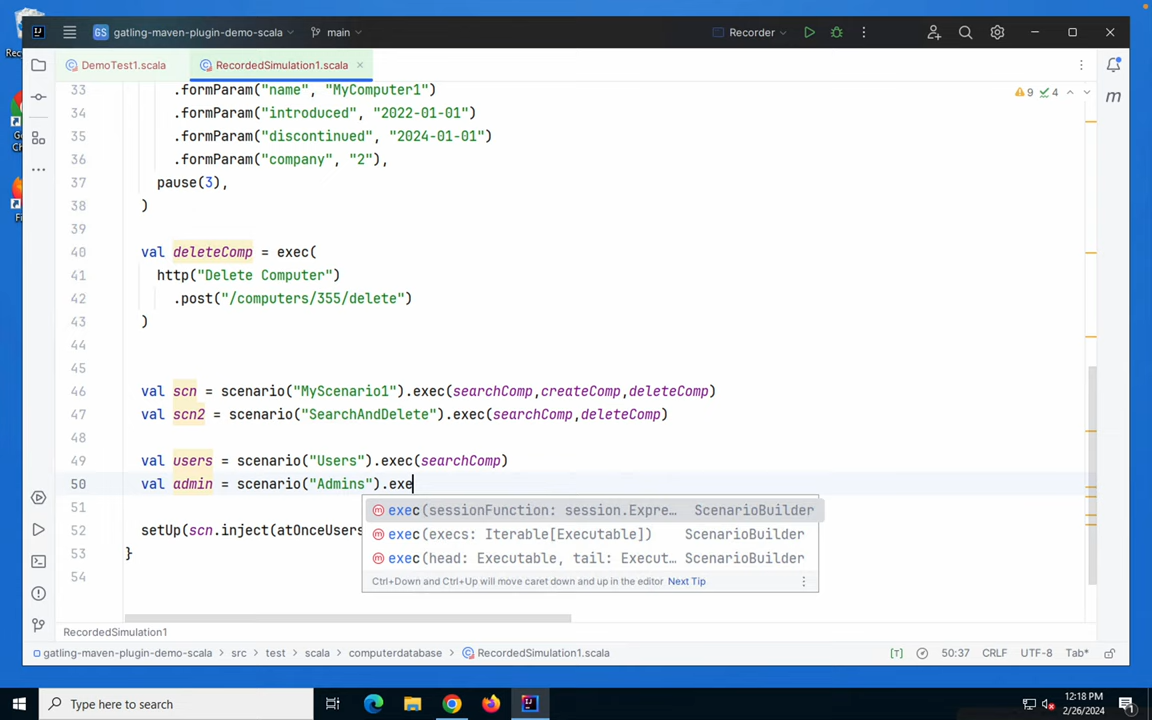 Rec
GS gatling-maven-plugin-demo-scala main Recorder
DemoTest1.scala RecordedSimulation1.scala
33 .formParam("name", "MyComputer1") 9 4
34 .formParam("introduced", "2022-01-01")
35 .formParam("discontinued", "2024-01-01")
36 .formParam("company", "2"),
37 pause(3),
38 )
39
40 val deleteComp = exec(
41 http("Delete Computer")
42 .post("/computers/355/delete")
43 )
44
45
46 val scn = scenario("MyScenario1").exec(searchComp,createComp,deleteComp)
47 val scn2 = scenario("SearchAndDelete").exec(searchComp,deleteComp)
48
49 val users = scenario("Users").exec(searchComp)
50 val admin = scenario("Admins").exe
51 exec(sessionFunction: session.Expre… ScenarioBuilder
52 setUp(scn.inject(atOnceUsers exec(execs: Iterable[Executable]) ScenarioBuilder
53 } exec(head: Executable, tail: Execut… ScenarioBuilder
54 Ctrl+Down and Ctrl+Up will move caret down and up in the editor Next Tip
RecordedSimulation1
gatling-maven-plugin-demo-scala src test scala computerdatabase RecordedSimulation1.scala [T] 50:37 CRLF UTF-8 Tab*
Type here to search 12:18 PM
2/26/2024 1